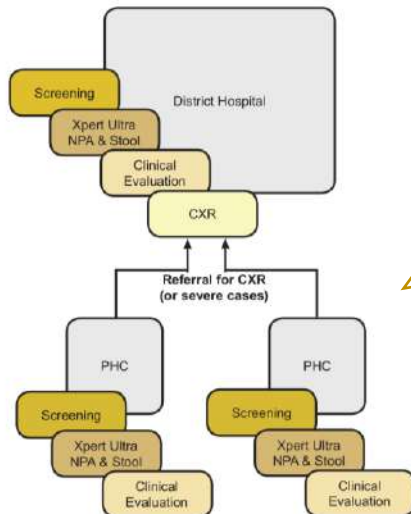 District Hospital
Screening
Xpert Ultra
NPA & Stool
Clinical
Evaluation
CXR
Referral for CXR
(or severe cases)
PHC
Screening
Xpert Ultra
NPA & Stool
Clinical
Evaluation
PHC
Screening
Xpert Ultra
NPA & Stool
Clinical
Evaluation